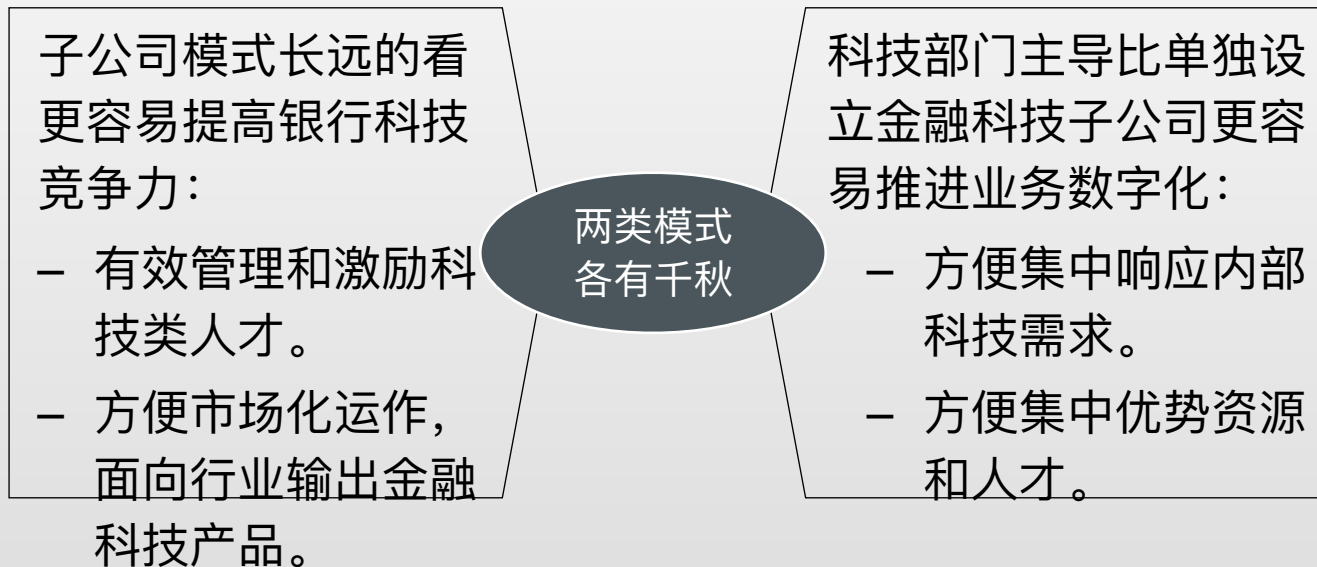 子公司模式长远的看
更容易提高银行科技
竞争力：
– 有效管理和激励科
技类人才。
– 方便市场化运作，
面向行业输出金融
科技产品。
两类模式
各有千秋
科技部门主导比单独设
立金融科技子公司更容
易推进业务数字化：
– 方便集中响应内部
科技需求。
– 方便集中优势资源
和人才。